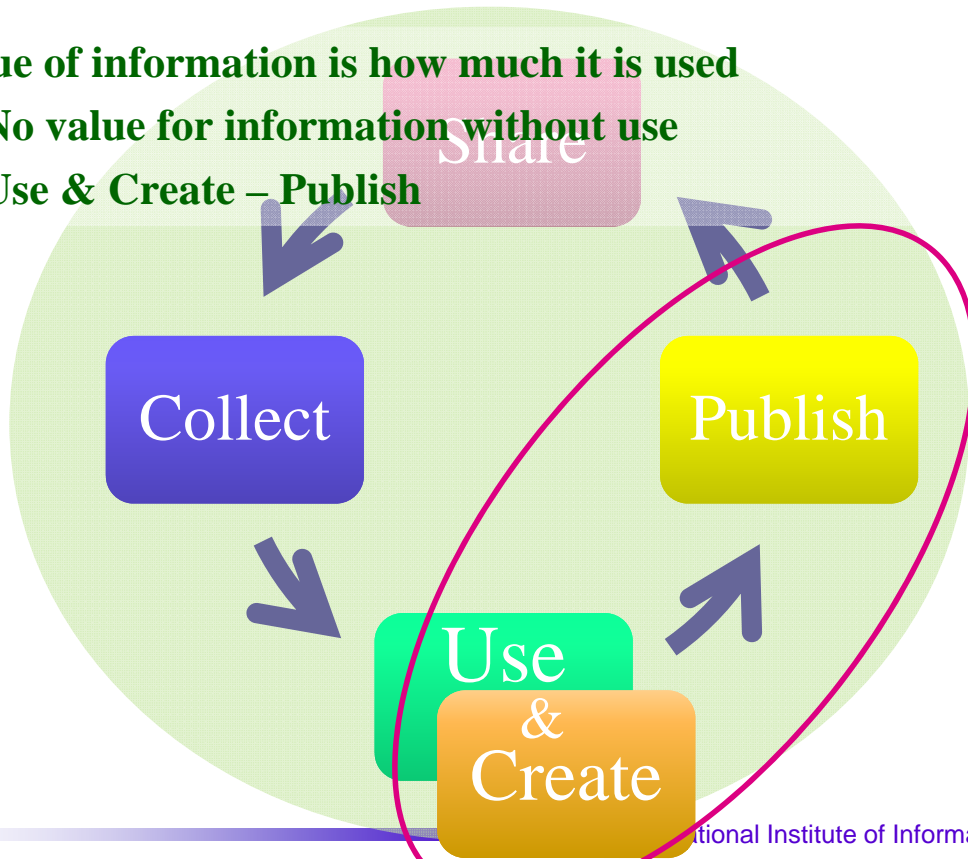 ue of information is how much it is used
No value for information without use
Use & Create – Publish
Share
Collect
Publish
Use
&
Create
tional Institute of Informa